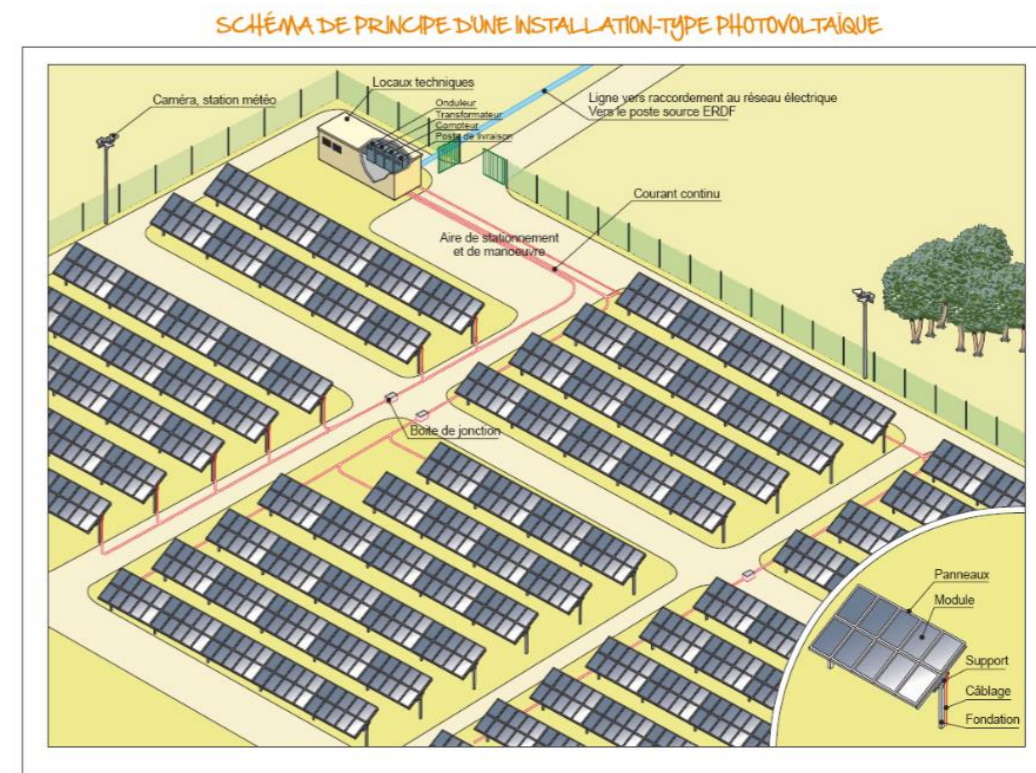 SCHÉMA DE PRINCIPE D'UNE INSTALLATION-TYPE PHOTOVOLTAÏQUE
Caméra, station météo
Locaux techniques
Onduleur
Transformateur
Compteur
Poste de livraison
Ligne vers raccordement au réseau électrique
Vers le poste source ERDF
Courant continu
Aire de stationnement
et de manoeuvre
Boite de jonction
Panneaux
Module
Support
Câblage
Fondation